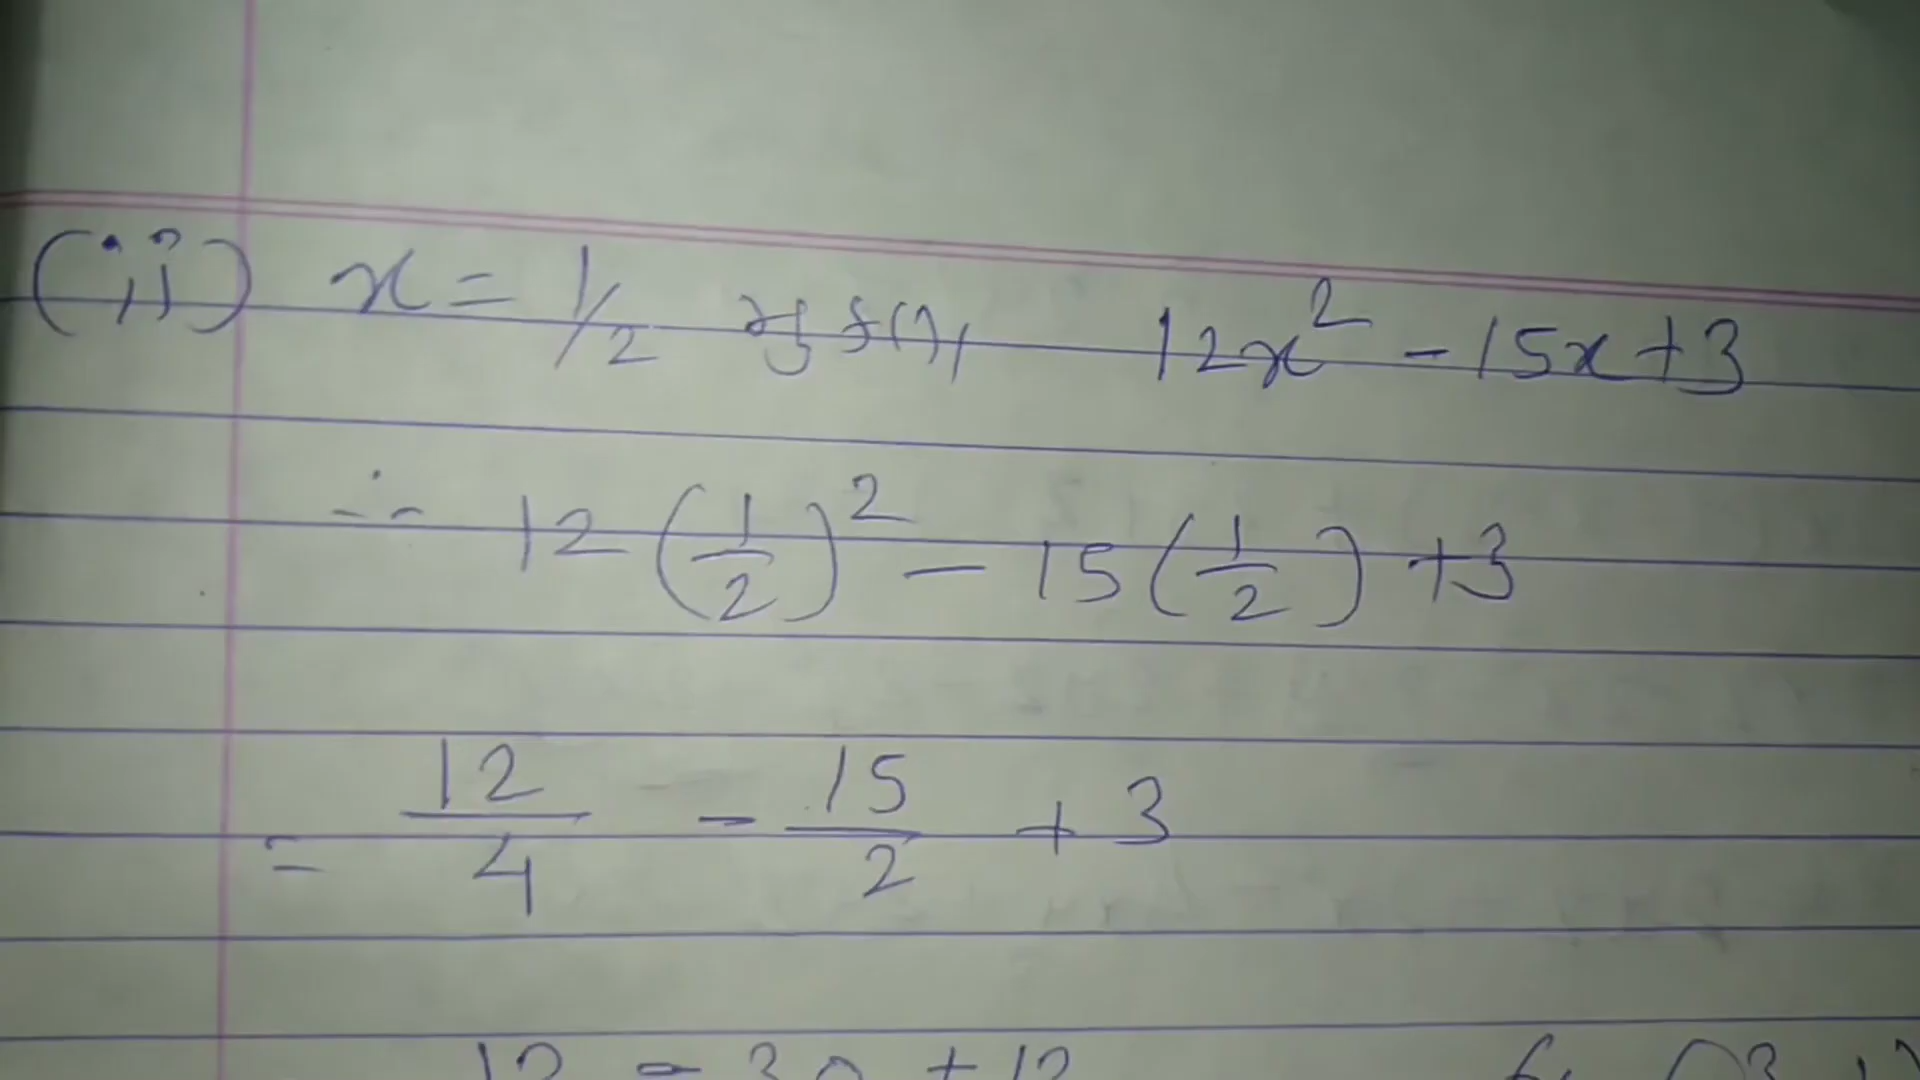 (ii) x = 1/2 12x² - 15x + 3
∴ 12(1/2)² - 15(1/2) + 3
= 12/4 - 15/2 + 3